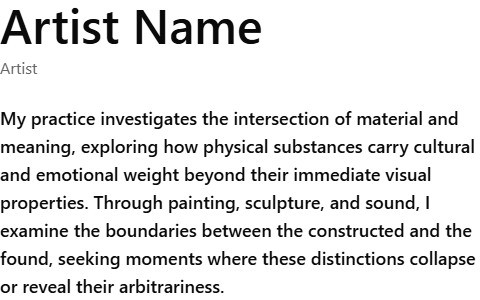 Artist Name
Artist
My practice investigates the intersection of material and
meaning, exploring how physical substances carry cultural
and emotional weight beyond their immediate visual
properties. Through painting, sculpture, and sound, I
examine the boundaries between the constructed and the
found, seeking moments where these distinctions collapse
or reveal their arbitrariness.